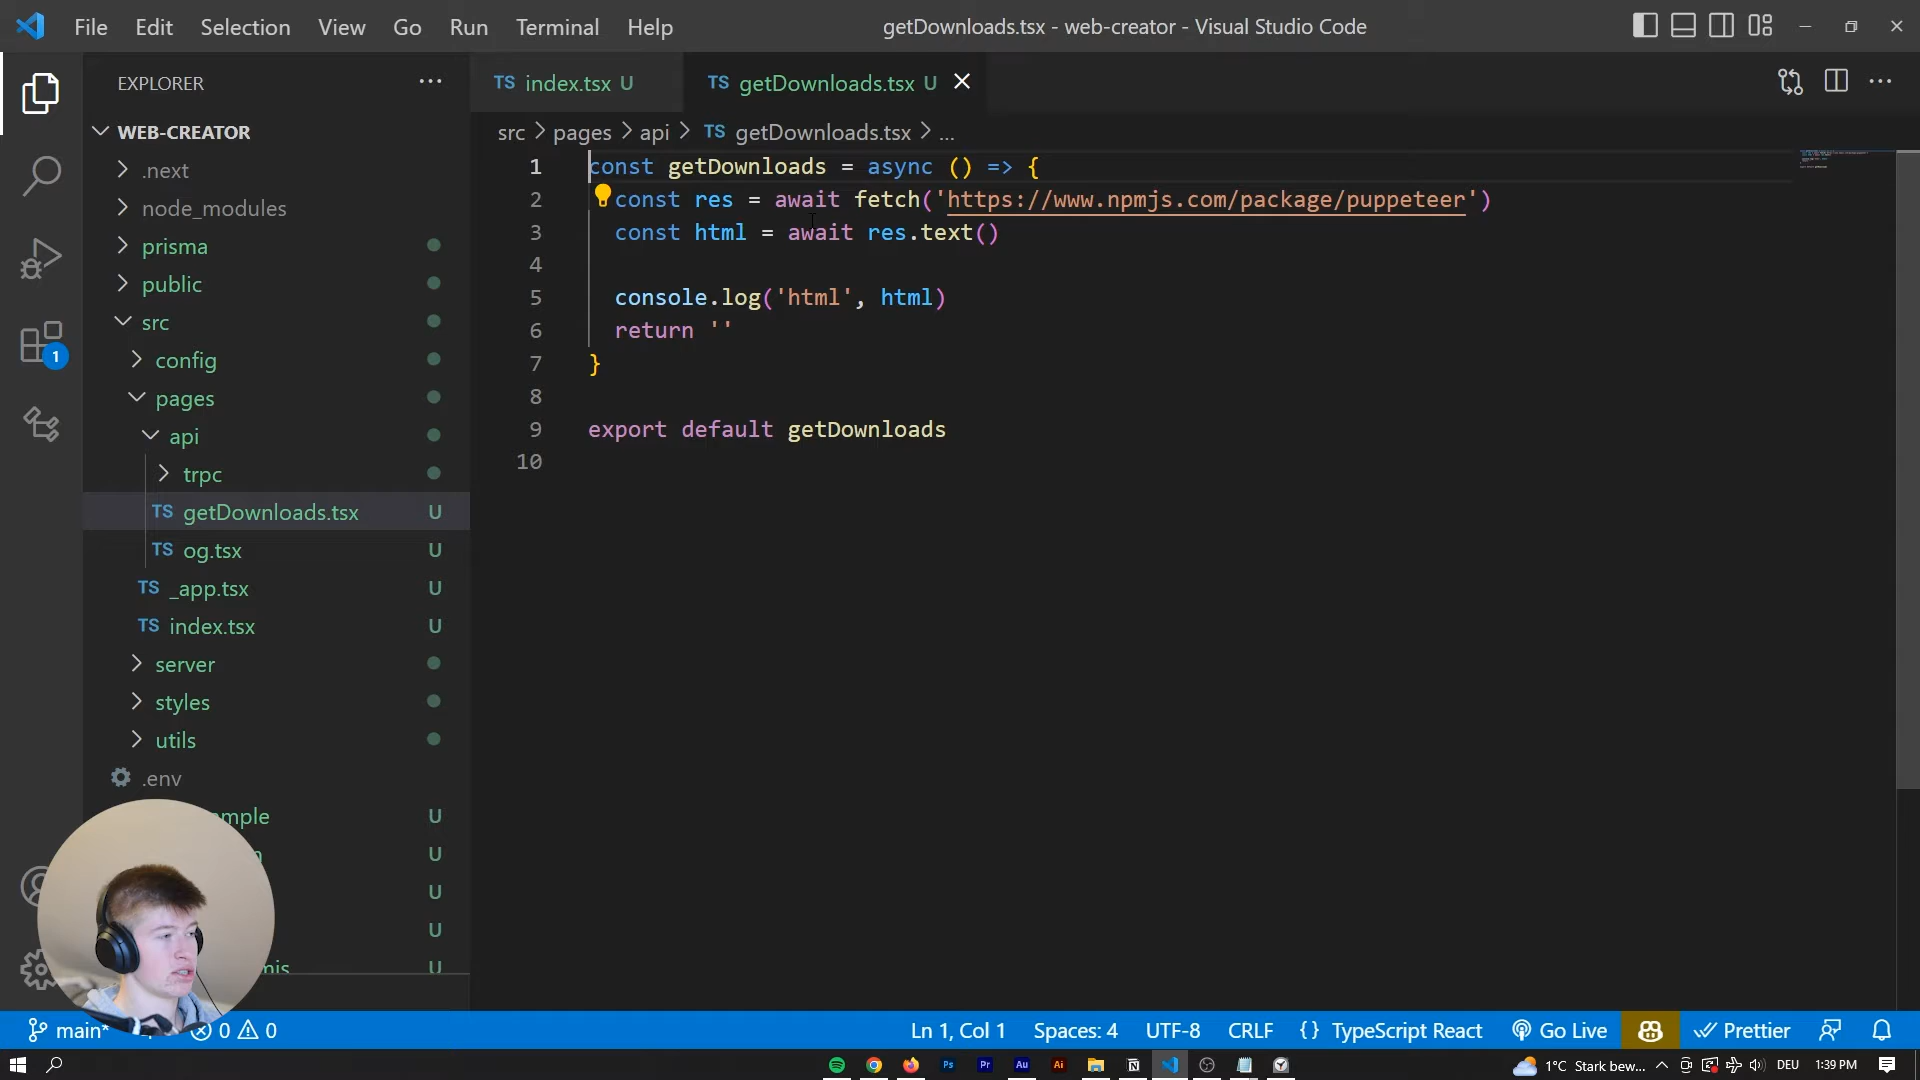 File Edit Selection View Go Run Terminal Help
getDownloads.tsx - web-creator - Visual Studio Code
EXPLORER
WEB-CREATOR
.next
node_modules
prisma
public
src
config
pages
api
trpc
TS getDownloads.tsx U
TS og.tsx U
TS _app.tsx U
TS index.tsx U
server
styles
utils
.env
U
U
U
U
U
1
TS index.tsx U
TS getDownloads.tsx U
src > pages > api > TS getDownloads.tsx > ...
1 const getDownloads = async () => {
2 const res = await fetch('https://www.npmjs.com/package/puppeteer')
3 const html = await res.text()
4
5 console.log('html', html)
6 return ''
7 }
8
9 export default getDownloads
10
main* 0 0
Ln 1, Col 1 Spaces: 4 UTF-8 CRLF {} TypeScript React Go Live Prettier
Ps Pr Au Ai N
1°C Stark bew... DEU 1:39 PM